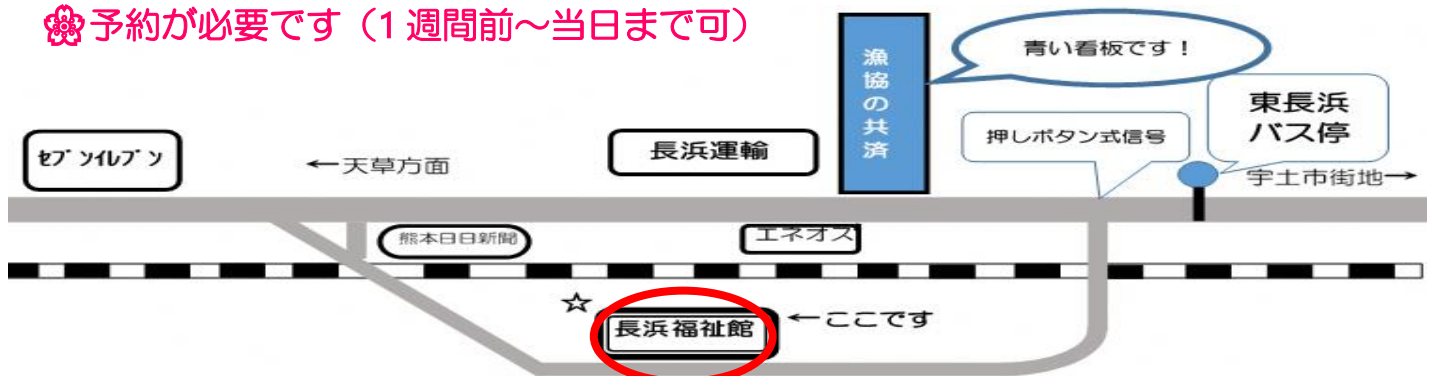 予約が必要です（1週間前～当日まで可）
漁協の共済
青い看板です！
東長浜
バス停
押しボタン式信号
ｾﾌﾞﾝｲﾚﾌﾞﾝ
←天草方面
長浜運輸
宇土市街地→
熊本日日新聞
エネオス
☆
長浜福祉館
←ここです